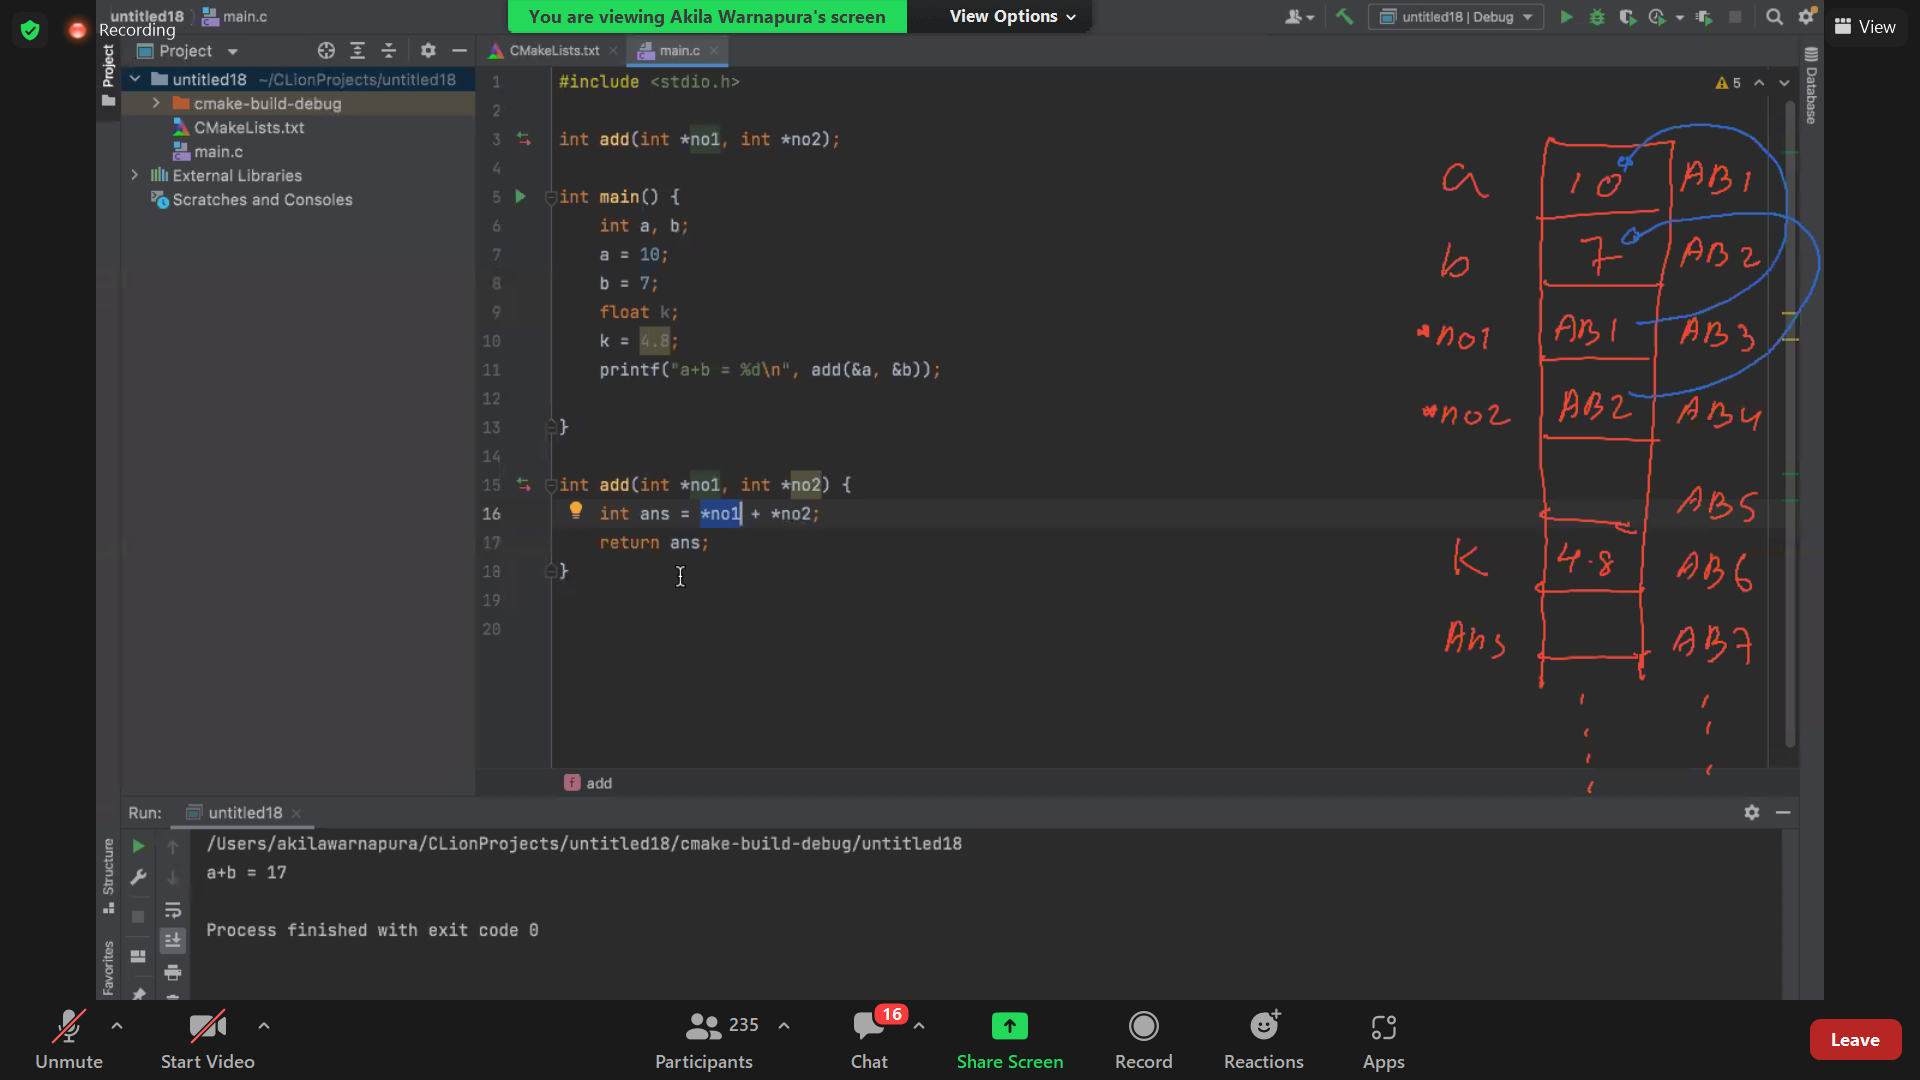 untitled18 main.c
Recording
You are viewing Akila Warnapura's screen View Options
untitled18 | Debug
View
Project
Project
CMakeLists.txt main.c
untitled18 ~/CLionProjects/untitled18
cmake-build-debug
CMakeLists.txt
main.c
External Libraries
Scratches and Consoles
1 #include <stdio.h>
2
3 int add(int *no1, int *no2);
4
5 int main() {
6 int a, b;
7 a = 10;
8 b = 7;
9 float k;
10 k = 4.8;
11 printf("a+b = %d\n", add(&a, &b));
12
13 }
14
15 int add(int *no1, int *no2) {
16 int ans = *no1 + *no2;
17 return ans;
18 }
19
20
5
Database
a 10 AB1
b 7 AB2
*no1 AB1 AB3
*no2 AB2 AB4
AB5
K 4.8 AB6
Ans AB7
f add
Run: untitled18
Structure
Favorites
/Users/akilawarnapura/CLionProjects/untitled18/cmake-build-debug/untitled18
a+b = 17
Process finished with exit code 0
Unmute
Start Video
235
Participants
16
Chat
Share Screen
Record
Reactions
Apps
Leave